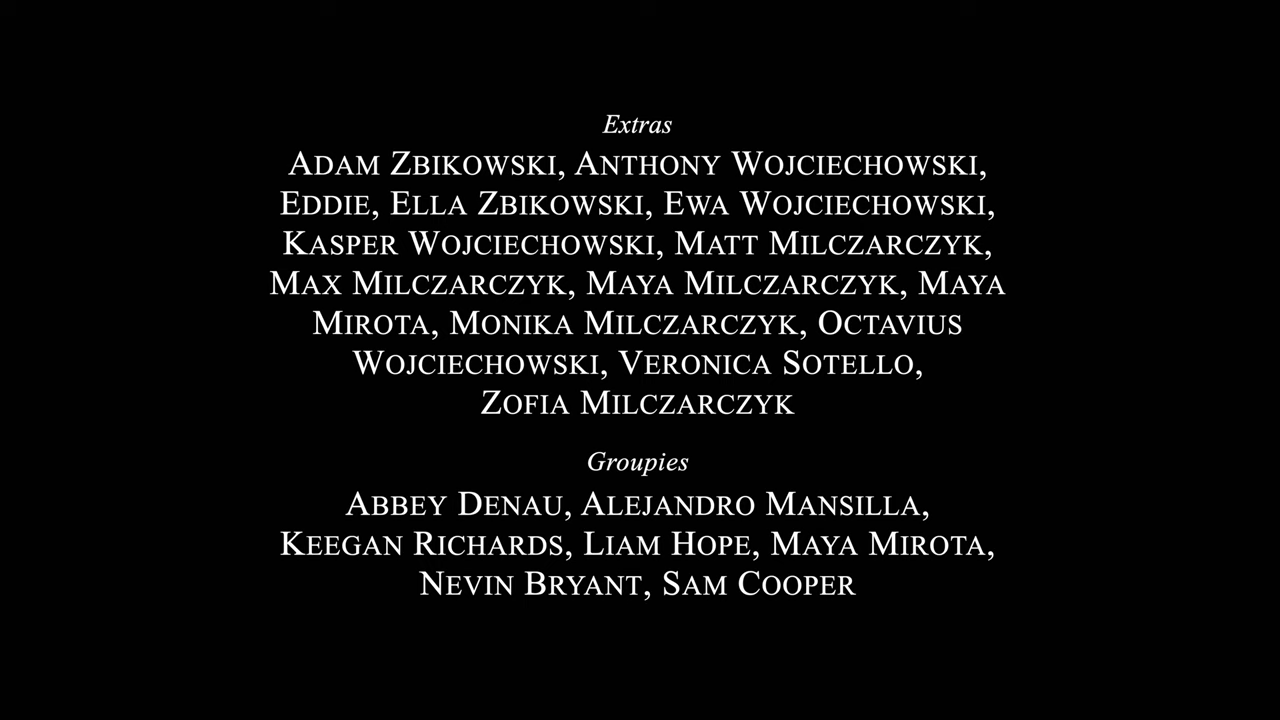 Extras
Adam Zbikowski, Anthony Wojciechowski,
Eddie, Ella Zbikowski, Ewa Wojciechowski,
Kasper Wojciechowski, Matt Milczarczyk,
Max Milczarczyk, Maya Milczarczyk, Maya
Mirota, Monika Milczarczyk, Octavius
Wojciechowski, Veronica Sotello,
Zofia Milczarczyk
Groupies
Abbey Denau, Alejandro Mansilla,
Keegan Richards, Liam Hope, Maya Mirota,
Nevin Bryant, Sam Cooper